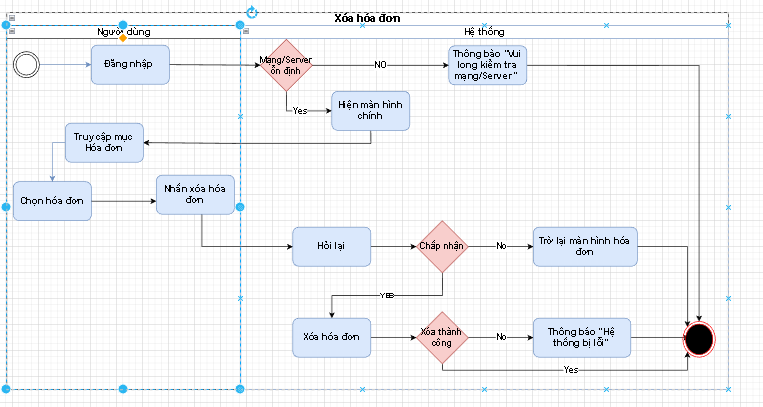 Xóa hóa đơn
Người dùng
Hệ thống
Đăng nhập
Mạng/Server
ổn định
NO
Thông báo "Vui
long kiểm tra
mạng/Server"
Yes
Hiện màn hình
chính
Truy cập mục
Hóa đơn
Chọn hóa đơn
Nhấn xóa hóa
đơn
Hỏi lại
Chấp nhận
No
Trở lại màn hình hóa
đơn
YES
Xóa hóa đơn
Xóa thành
công
No
Thông báo "Hệ
thống bị lỗi"
Yes